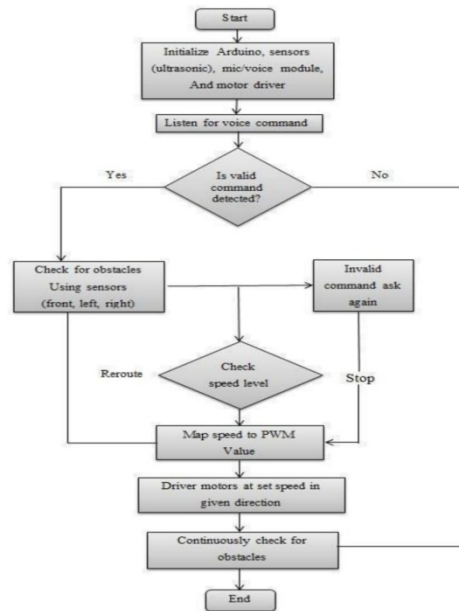 Start
Initialize Arduino, sensors
(ultrasonic), mic/voice module,
And motor driver
Listen for voice command
Yes
Is valid
command
detected?
No
Check for obstacles
Using sensors
(front, left, right)
Invalid
command ask
again
Reroute
Check
speed level
Stop
Map speed to PWM
Value
Driver motors at set speed in
given direction
Continuously check for
obstacles
End